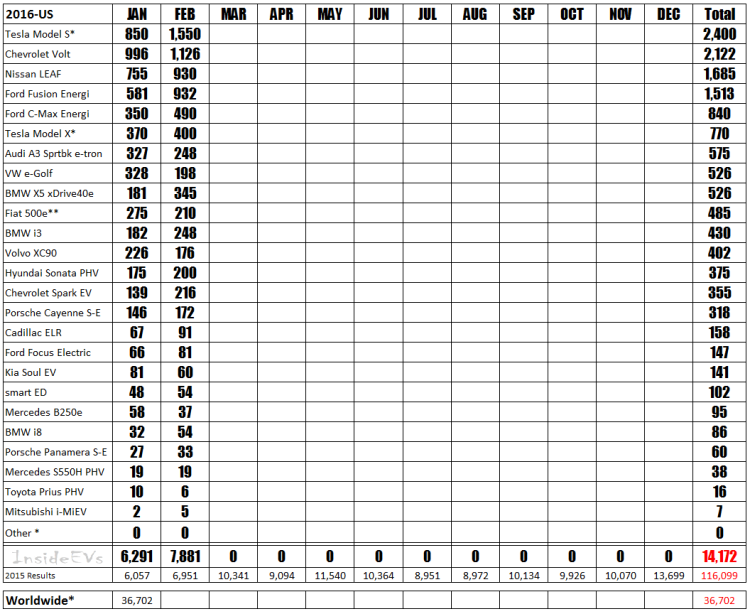 2016-US JAN FEB MAR APR MAY JUN JUL AUG SEP OCT NOV DEC Total
Tesla Model S* 850 1,550 2,400
Chevrolet Volt 996 1,126 2,122
Nissan LEAF 755 930 1,685
Ford Fusion Energi 581 932 1,513
Ford C-Max Energi 350 490 840
Tesla Model X* 370 400 770
Audi A3 Sprtbk e-tron 327 248 575
VW e-Golf 328 198 526
BMW X5 xDrive40e 181 345 526
Fiat 500e** 275 210 485
BMW i3 182 248 430
Volvo XC90 226 176 402
Hyundai Sonata PHV 175 200 375
Chevrolet Spark EV 139 216 355
Porsche Cayenne S-E 146 172 318
Cadillac ELR 67 91 158
Ford Focus Electric 66 81 147
Kia Soul EV 81 60 141
smart ED 48 54 102
Mercedes B250e 58 37 95
BMW i8 32 54 86
Porsche Panamera S-E 27 33 60
Mercedes S550H PHV 19 19 38
Toyota Prius PHV 10 6 16
Mitsubishi i-MiEV 2 5 7
Other * 0 0 0
InsideEVs 6,291 7,881 0 0 0 0 0 0 0 0 0 0 14,172
2015 Results 6,057 6,951 10,341 9,094 11,540 10,364 8,951 8,972 10,134 9,926 10,070 13,699 116,099
Worldwide* 36,702 36,702